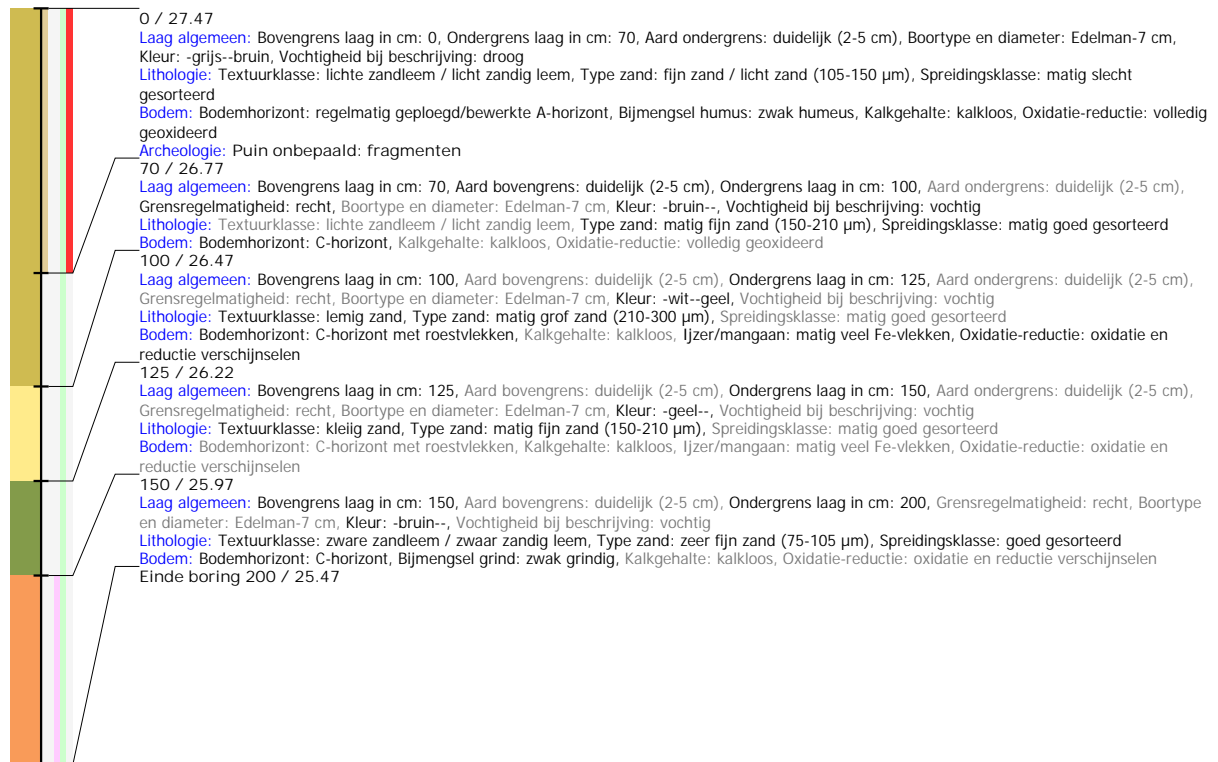 0 / 27.47
Laag algemeen: Bovengrens laag in cm: 0, Ondergrens laag in cm: 70, Aard ondergrens: duidelijk (2-5 cm), Boortype en diameter: Edelman-7 cm,
Kleur: -grijs--bruin, Vochtigheid bij beschrijving: droog
Lithologie: Textuurklasse: lichte zandleem / licht zandig leem, Type zand: fijn zand / licht zand (105-150 µm), Spreidingsklasse: matig slecht
gesorteerd
Bodem: Bodemhorizont: regelmatig geploegd/bewerkte A-horizont, Bijmengsel humus: zwak humeus, Kalkgehalte: kalkloos, Oxidatie-reductie: volledig
geoxideerd
Archeologie: Puin onbepaald: fragmenten
70 / 26.77
Laag algemeen: Bovengrens laag in cm: 70, Aard bovengrens: duidelijk (2-5 cm), Ondergrens laag in cm: 100, Aard ondergrens: duidelijk (2-5 cm),
Grensregelmatigheid: recht, Boortype en diameter: Edelman-7 cm, Kleur: -bruin--, Vochtigheid bij beschrijving: vochtig
Lithologie: Textuurklasse: lichte zandleem / licht zandig leem, Type zand: matig fijn zand (150-210 µm), Spreidingsklasse: matig goed gesorteerd
Bodem: Bodemhorizont: C-horizont, Kalkgehalte: kalkloos, Oxidatie-reductie: volledig geoxideerd
100 / 26.47
Laag algemeen: Bovengrens laag in cm: 100, Aard bovengrens: duidelijk (2-5 cm), Ondergrens laag in cm: 125, Aard ondergrens: duidelijk (2-5 cm),
Grensregelmatigheid: recht, Boortype en diameter: Edelman-7 cm, Kleur: -wit--geel, Vochtigheid bij beschrijving: vochtig
Lithologie: Textuurklasse: lemig zand, Type zand: matig grof zand (210-300 µm), Spreidingsklasse: matig goed gesorteerd
Bodem: Bodemhorizont: C-horizont met roestvlekken, Kalkgehalte: kalkloos, Ijzer/mangaan: matig veel Fe-vlekken, Oxidatie-reductie: oxidatie en
reductie verschijnselen
125 / 26.22
Laag algemeen: Bovengrens laag in cm: 125, Aard bovengrens: duidelijk (2-5 cm), Ondergrens laag in cm: 150, Aard ondergrens: duidelijk (2-5 cm),
Grensregelmatigheid: recht, Boortype en diameter: Edelman-7 cm, Kleur: -geel--, Vochtigheid bij beschrijving: vochtig
Lithologie: Textuurklasse: kleiig zand, Type zand: matig fijn zand (150-210 µm), Spreidingsklasse: matig goed gesorteerd
Bodem: Bodemhorizont: C-horizont met roestvlekken, Kalkgehalte: kalkloos, Ijzer/mangaan: matig veel Fe-vlekken, Oxidatie-reductie: oxidatie en
reductie verschijnselen
150 / 25.97
Laag algemeen: Bovengrens laag in cm: 150, Aard bovengrens: duidelijk (2-5 cm), Ondergrens laag in cm: 200, Grensregelmatigheid: recht, Boortype
en diameter: Edelman-7 cm, Kleur: -bruin--, Vochtigheid bij beschrijving: vochtig
Lithologie: Textuurklasse: zware zandleem / zwaar zandig leem, Type zand: zeer fijn zand (75-105 µm), Spreidingsklasse: goed gesorteerd
Bodem: Bodemhorizont: C-horizont, Bijmengsel grind: zwak grindig, Kalkgehalte: kalkloos, Oxidatie-reductie: oxidatie en reductie verschijnselen
Einde boring 200 / 25.47